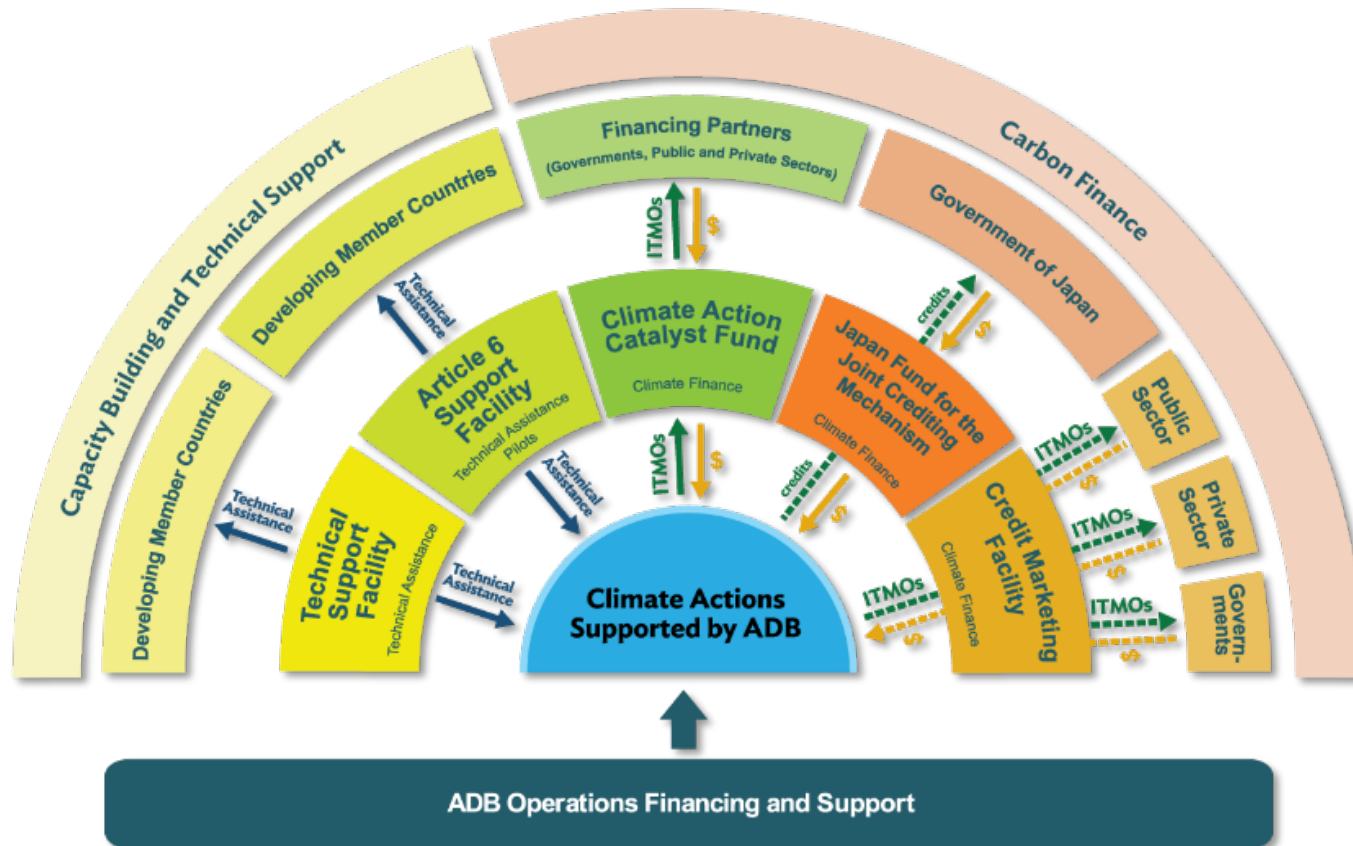 Capacity Building and Technical Support
Carbon Finance
Developing Member Countries
Developing Member Countries
Financing Partners
(Governments, Public and Private Sectors)
Government of Japan
Public
Sector
Private
Sector
Govern-
ments
Technical
Assistance
Technical
Assistance
ITMOs
$
credits
$
ITMOs
$
ITMOs
$
ITMOs
$
Technical
Support
Facility
Technical Assistance
Article 6
Support
Facility
Technical Assistance
Pilots
Climate Action
Catalyst Fund
Climate Finance
Japan Fund for the
Joint Crediting
Mechanism
Climate Finance
Credit Marketing
Facility
Climate Finance
Technical
Assistance
Technical
Assistance
ITMOs
$
credits
$
ITMOs
$
Climate Actions
Supported by ADB
ADB Operations Financing and Support